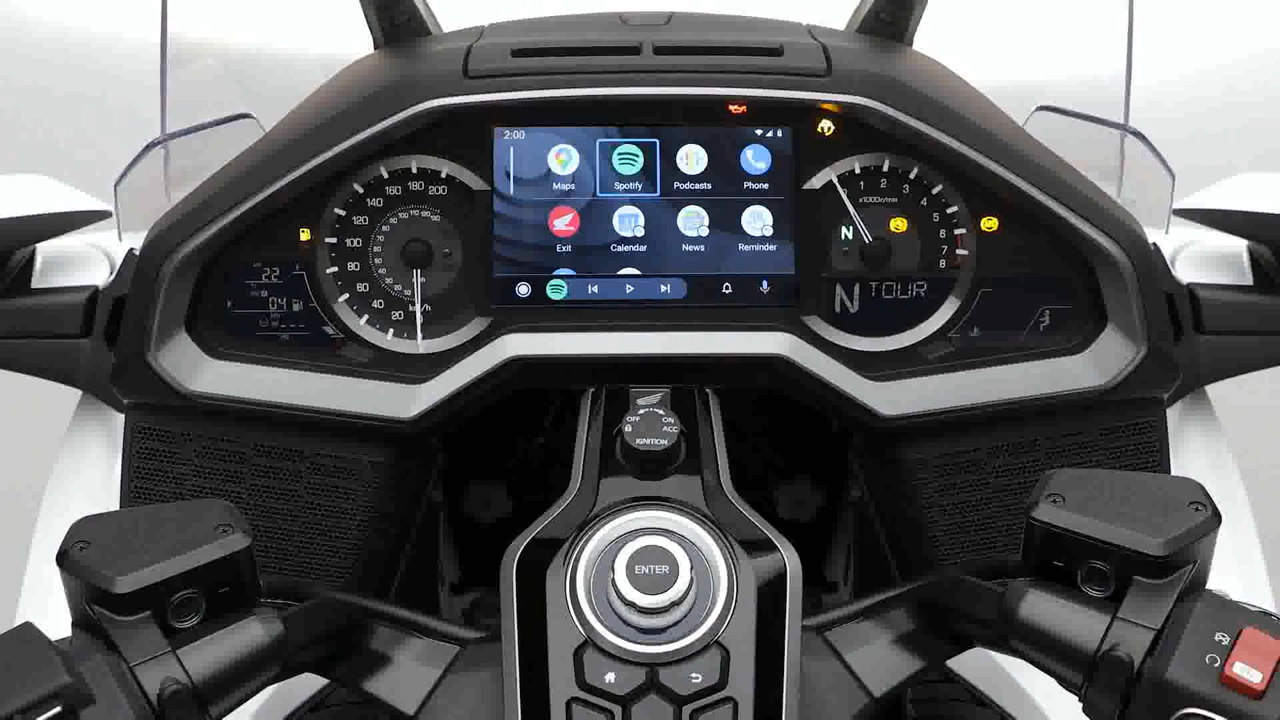 2:00
Maps
Spotify
Podcasts
Phone
Exit
Calendar
News
Reminder
20
40
60
80
100
120
140
160
180
200
km/h
1
2
3
4
5
6
7
8
x1000r/min
N
N TOUR
22
04
OFF
ON
ACC
IGNITION
ENTER